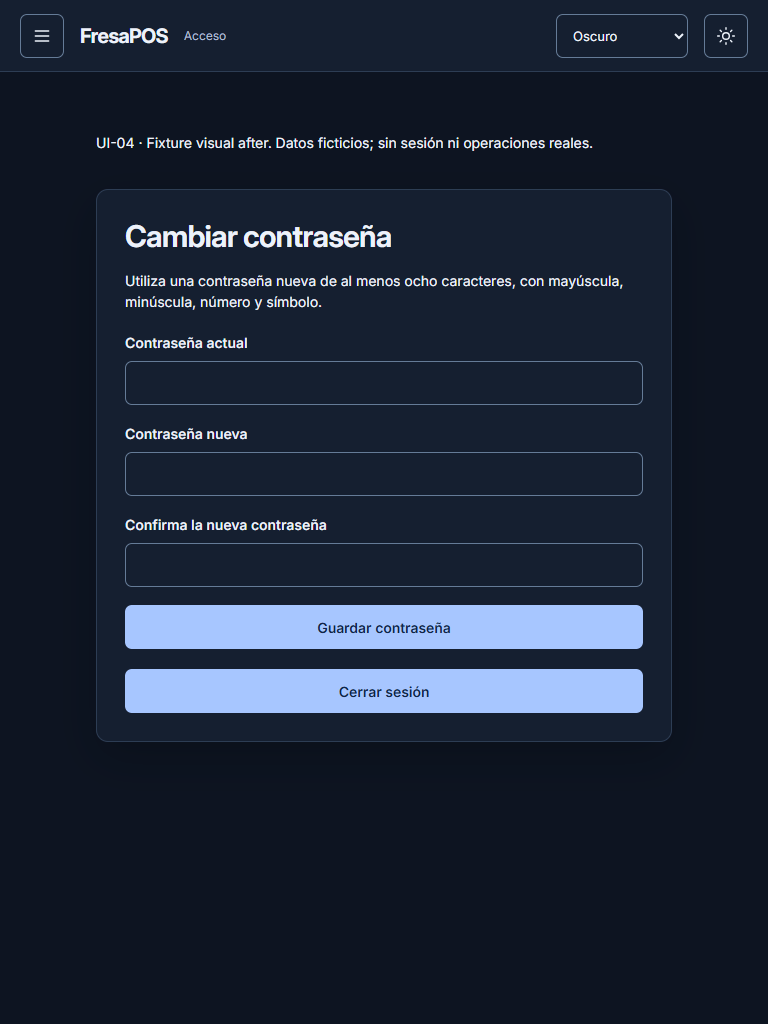 FresaPOS Acceso Oscuro
UI-04 · Fixture visual after. Datos ficticios; sin sesión ni operaciones reales.
Cambiar contraseña
Utiliza una contraseña nueva de al menos ocho caracteres, con mayúscula,
minúscula, número y símbolo.
Contraseña actual
Contraseña nueva
Confirma la nueva contraseña
Guardar contraseña
Cerrar sesión